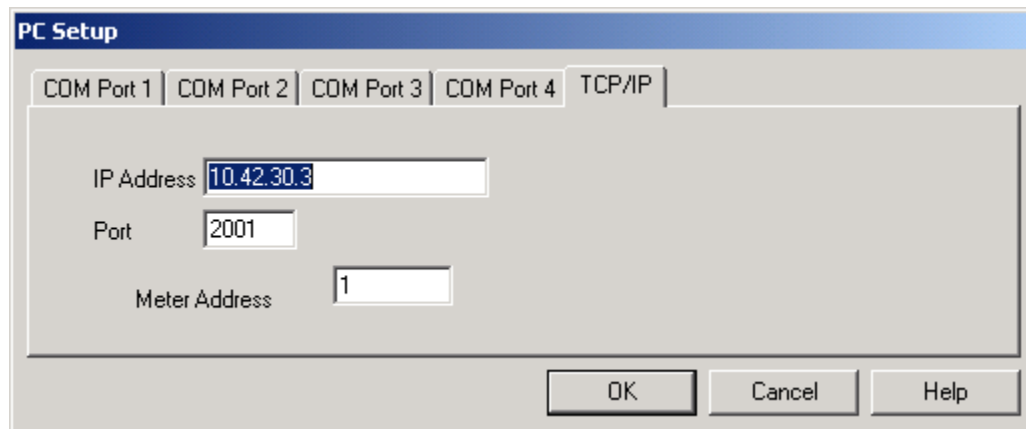 PC Setup
COM Port 1 COM Port 2 COM Port 3 COM Port 4 TCP/IP
IP Address 10.42.30.3
Port 2001
Meter Address 1
OK Cancel Help